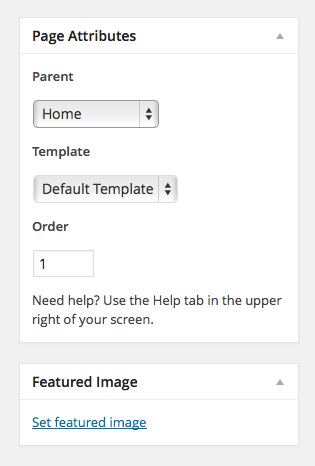 Page Attributes
Parent
Home
Template
Default Template
Order
1
Need help? Use the Help tab in the upper
right of your screen.
Featured Image
Set featured image